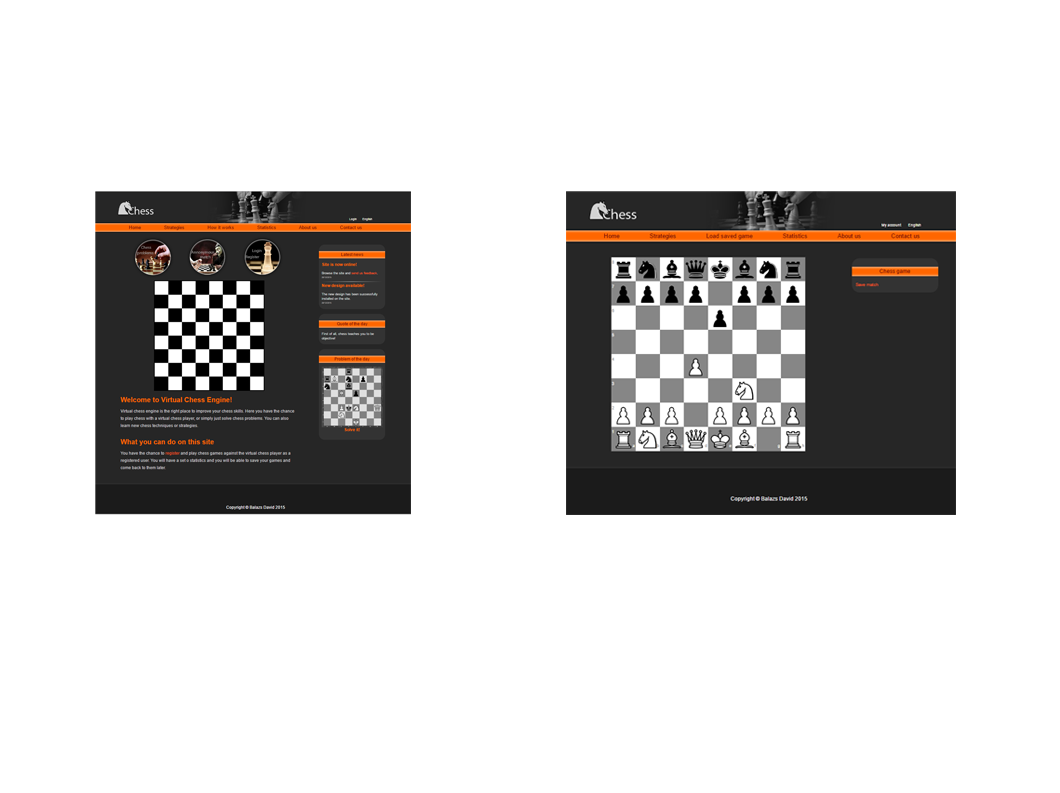 Chess
Login English
Home Strategies How it works Statistics About us Contact us
Chess
problems
Login
register
Latest news
Site is now online!
Browse the site and
New design available!
The new design has been successfully
installed on the site.
Quote of the day
First of all, chess teaches you to be
objective!
Problem of the day
Solve it!
Welcome to Virtual Chess Engine!
Virtual chess engine is the right place to improve your chess skills. Here you have the chance
to play chess with a virtual chess player, or simply just solve chess problems. You can also
learn new chess techniques or strategies.
What you can do on this site
You have the chance to register and play chess games against the virtual chess player as a
registered user. You will have a set o statistics and you will be able to save your games and
come back to them later.
Copyright © Balazs David 2015
Chess
My account English
Home Strategies Load saved game Statistics About us Contact us
Chess game
Save match
Copyright © Balazs David 2015